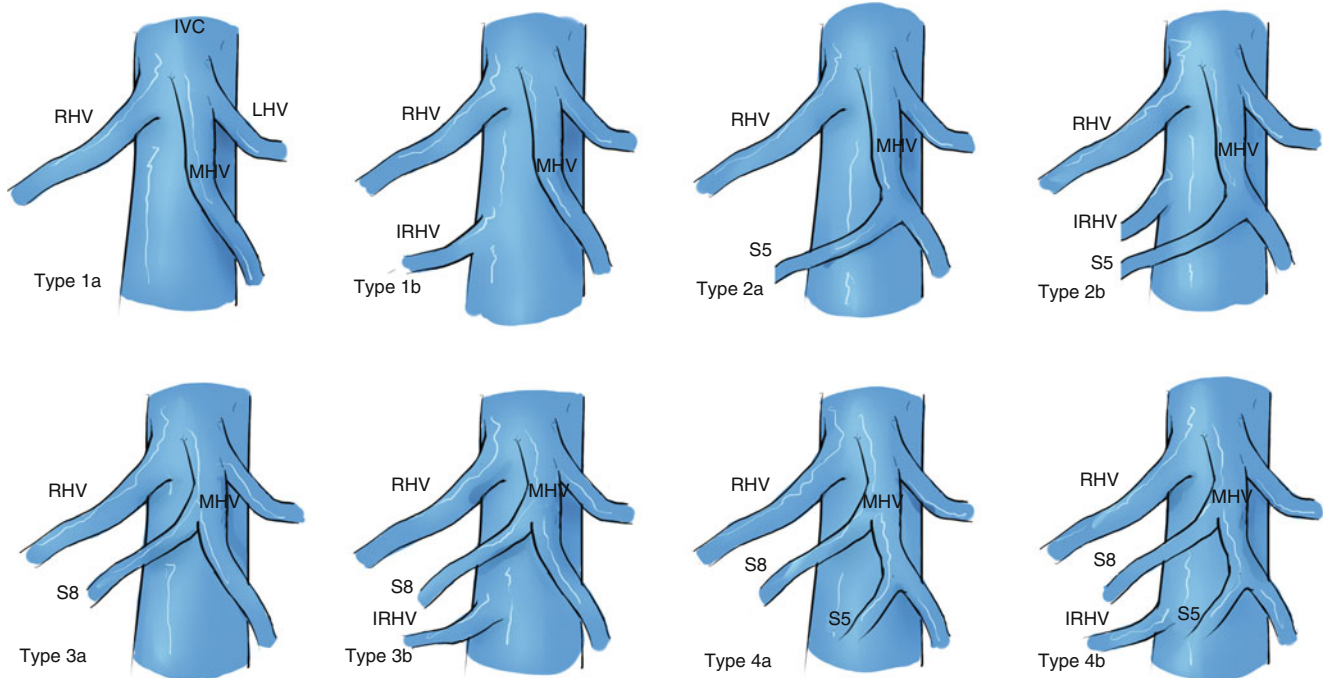 IVC
RHV
LHV
MHV
Type 1a
RHV
MHV
IRHV
Type 1b
RHV
MHV
S5
Type 2a
RHV
MHV
IRHV
S5
Type 2b
RHV
MHV
S8
Type 3a
RHV
MHV
S8
IRHV
Type 3b
RHV
MHV
S8
S5
Type 4a
RHV
MHV
S8
IRHV
S5
Type 4b